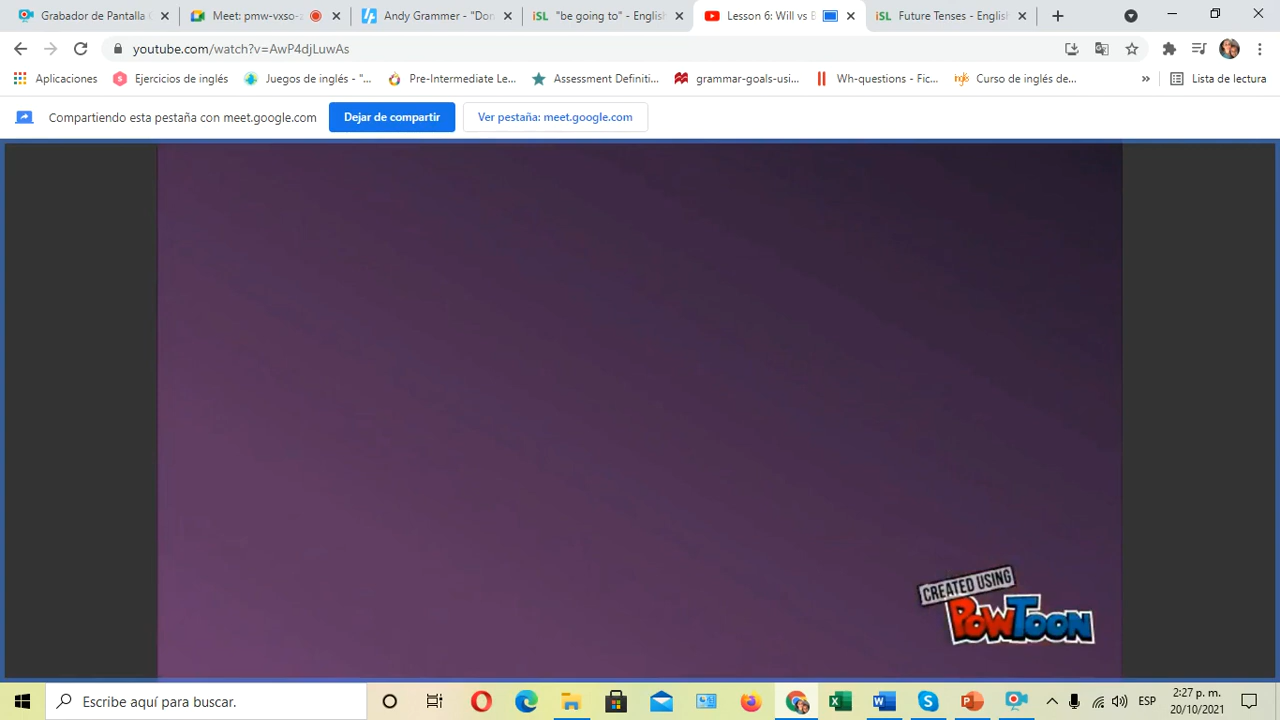 Grabador de Pantalla
Meet: pmw-vxso-z
Andy Grammer - "Don
"be going to" - English
Lesson 6: Will vs B
Future Tenses - English
youtube.com/watch?v=AwP4djLuwAs
Aplicaciones
Ejercicios de inglés
Juegos de inglés - "...
Pre-Intermediate Le...
Assessment Definiti...
grammar-goals-usi...
Wh-questions - Fic...
Curso de inglés de...
»
Lista de lectura
Compartiendo esta pestaña con meet.google.com
Dejar de compartir
Ver pestaña: meet.google.com
CREATED USING
POWTOON
Escribe aquí para buscar.
ESP
2:27 p. m.
20/10/2021